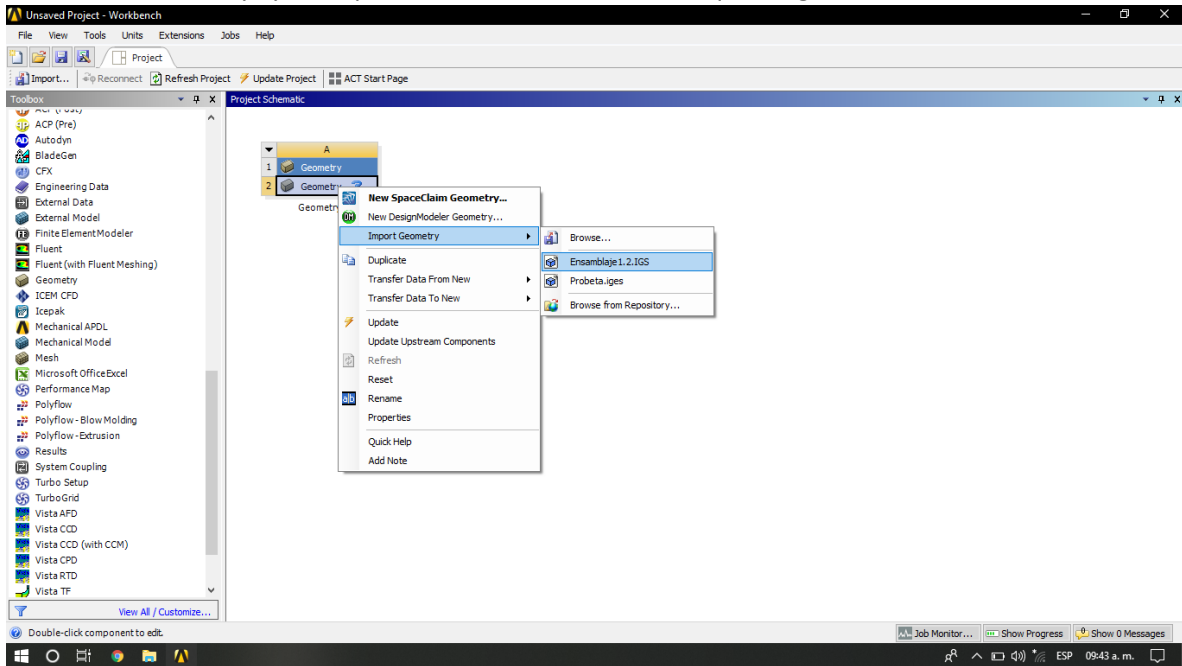 Unsaved Project - Workbench
File View Tools Units Extensions Jobs Help
Project
Import... Reconnect Refresh Project Update Project ACT Start Page
Toolbox
Project Schematic
ACP (Pre)
Autodyn
BladeGen
CFX
Engineering Data
External Data
External Model
Finite Element Modeler
Fluent
Fluent (with Fluent Meshing)
Geometry
ICEM CFD
Icepak
Mechanical APDL
Mechanical Model
Mesh
Microsoft Office Excel
Performance Map
Polyflow
Polyflow - Blow Molding
Polyflow - Extrusion
Results
System Coupling
Turbo Setup
TurboGrid
Vista AFD
Vista CCD
Vista CCD (with CCM)
Vista CPD
Vista RTD
Vista TF
View All / Customize...
A
1 Geometry
2 Geometry
Geometry
New SpaceClaim Geometry...
New DesignModeler Geometry...
Import Geometry
Duplicate
Transfer Data From New
Transfer Data To New
Update
Update Upstream Components
Refresh
Reset
Rename
Properties
Quick Help
Add Note
Browse...
Ensamblaje1.2.IGS
Probeta.iges
Browse from Repository...
Double-click component to edit.
Job Monitor... Show Progress Show 0 Messages
ESP 09:43 a. m.